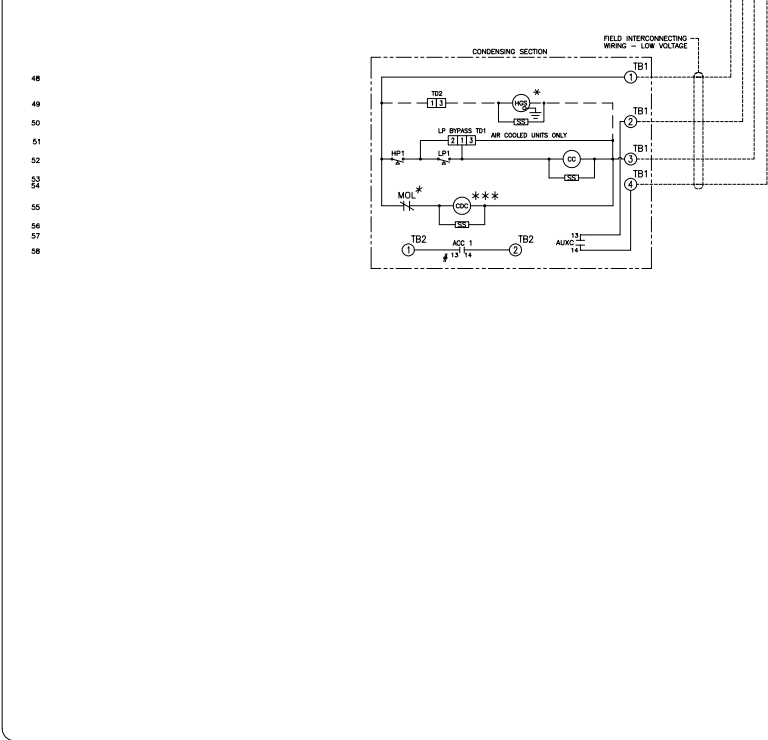 FIELD INTERCONNECTING
WIRING - LOW VOLTAGE
CONDENSING SECTION
48
TB1
1
49
TD2
1 3
HGS
*
G
SS
50
TB1
2
51
LP BYPASS TD1
2 1 3
AIR COOLED UNITS ONLY
52
HP1
LP1
CC
SS
TB1
3
53
54
TB1
4
55
MOL*
CDC
***
SS
56
57
58
1
TB2
ACC 1
# 13 14
2
TB2
AUXC
13
14